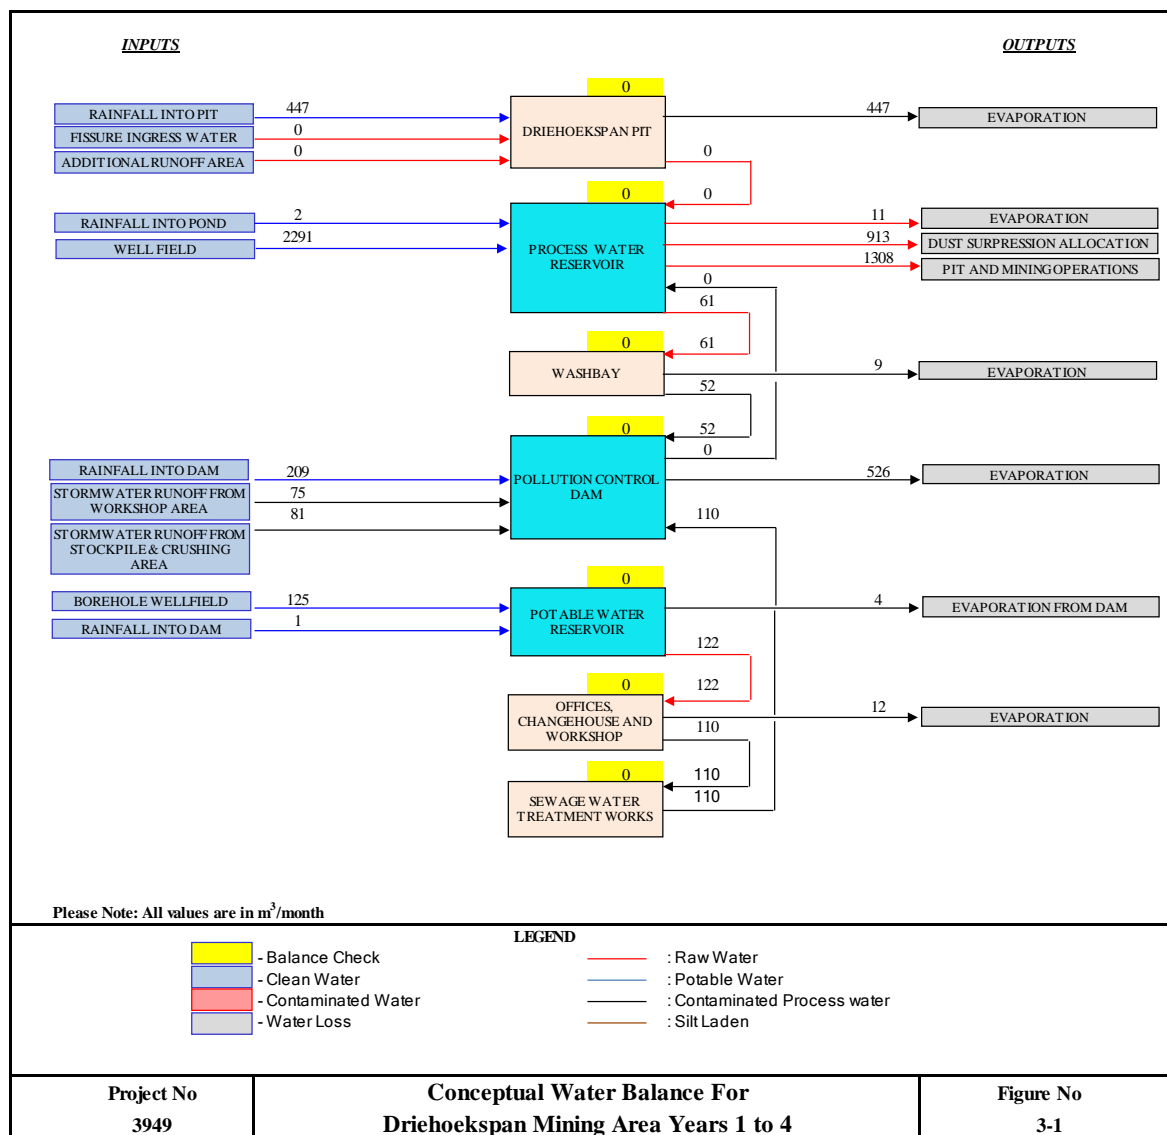 INPUTS
OUTPUTS
0
RAINFALL INTO PIT
447
DRIEHOEKSPAN PIT
447
EVAPORATION
FISSURE INGRESS WATER
0
ADDITIONAL RUNOFF AREA
0
0
0
0
RAINFALL INTO POND
2
PROCESS WATER
RESERVOIR
11
EVAPORATION
WELL FIELD
2291
913
DUST SURPRESSION ALLOCATION
1308
PIT AND MINING OPERATIONS
0
61
0
61
WASHBAY
9
EVAPORATION
52
0
52
0
RAINFALL INTO DAM
209
POLLUTION CONTROL
DAM
526
EVAPORATION
STORMWATER RUNOFF FROM
WORKSHOP AREA
75
81
STORMWATER RUNOFF FROM
STOCKPILE & CRUSHING
AREA
110
0
BOREHOLE WELLFIELD
125
POTABLE WATER
RESERVOIR
4
EVAPORATION FROM DAM
RAINFALL INTO DAM
1
122
0
122
OFFICES,
CHANGEHOUSE AND
WORKSHOP
12
EVAPORATION
110
0
110
SEWAGE WATER
TREATMENT WORKS
110
Please Note: All values are in m³/month
LEGEND
- Balance Check
: Raw Water
- Clean Water
: Potable Water
- Contaminated Water
: Contaminated Process water
- Water Loss
: Silt Laden
Project No
3949
Conceptual Water Balance For
Driehoekspan Mining Area Years 1 to 4
Figure No
3-1